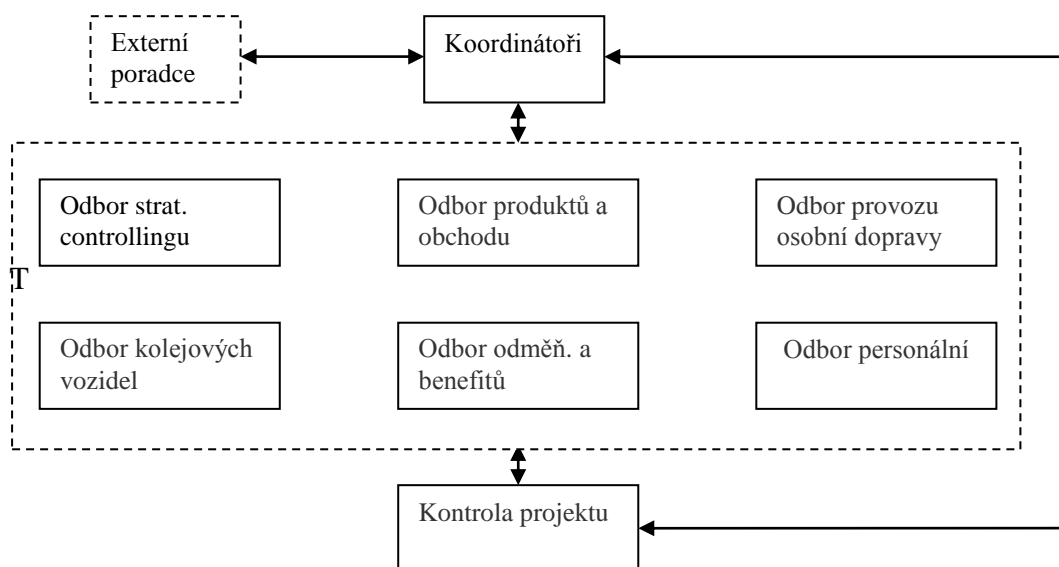 Externí
poradce
Koordinátoři
Odbor strat.
controllingu
Odbor produktů a
obchodu
Odbor provozu
osobní dopravy
T
Odbor kolejových
vozidel
Odbor odměň. a
benefitů
Odbor personální
Kontrola projektu